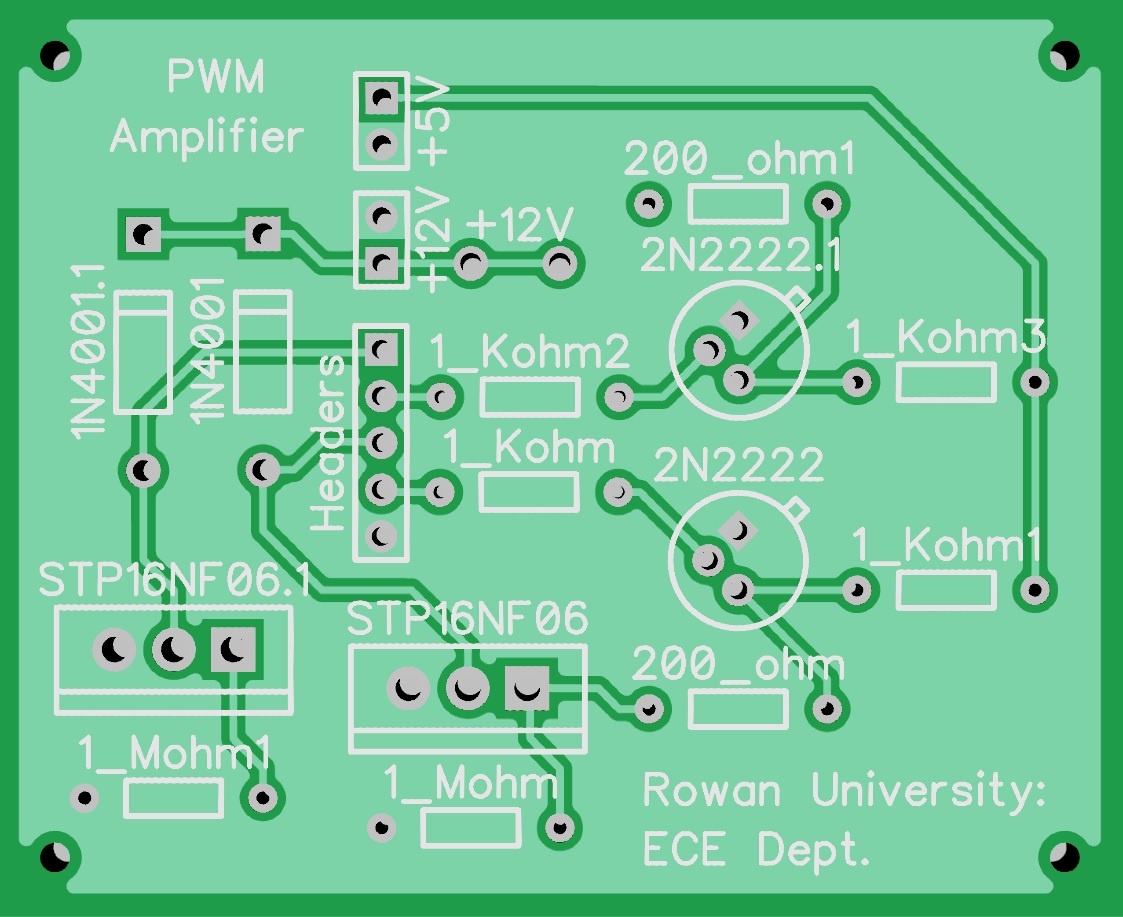 PWM
Amplifier
+5V
200_ohm1
+12V
+12V
2N2222.1
1N4001.1
1N4001
1_Kohm2
1_Kohm3
Headers
1_Kohm
2N2222
1_Kohm1
STP16NF06.1
STP16NF06
200_ohm
1_Mohm1
1_Mohm
Rowan University:
ECE Dept.